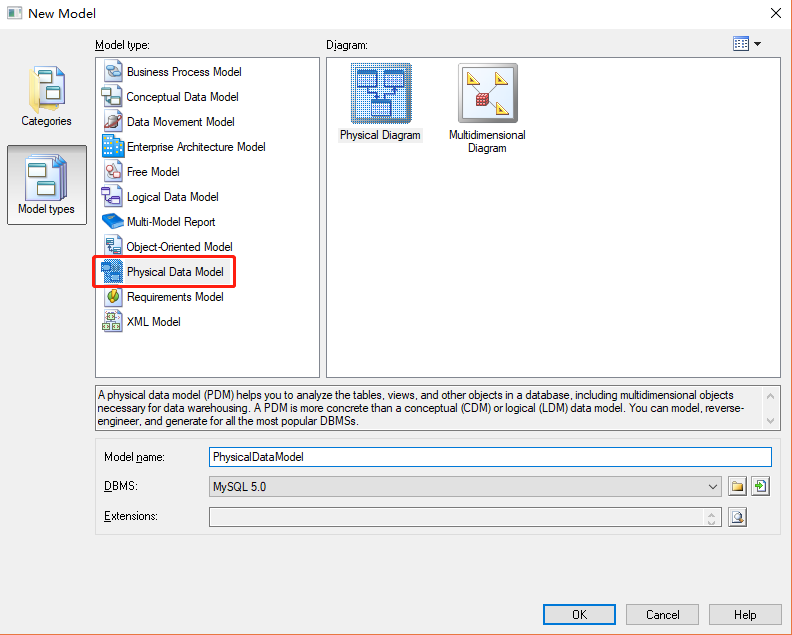 New Model
Model type:
Diagram:
Categories
Model types
Business Process Model
Conceptual Data Model
Data Movement Model
Enterprise Architecture Model
Free Model
Logical Data Model
Multi-Model Report
Object-Oriented Model
Physical Data Model
Requirements Model
XML Model
Physical Diagram
Multidimensional
Diagram
A physical data model (PDM) helps you to analyze the tables, views, and other objects in a database, including multidimensional objects
necessary for data warehousing. A PDM is more concrete than a conceptual (CDM) or logical (LDM) data model. You can model, reverse-
engineer, and generate for all the most popular DBMSs.
Model name:
PhysicalDataModel
DBMS:
MySQL 5.0
Extensions:
OK
Cancel
Help